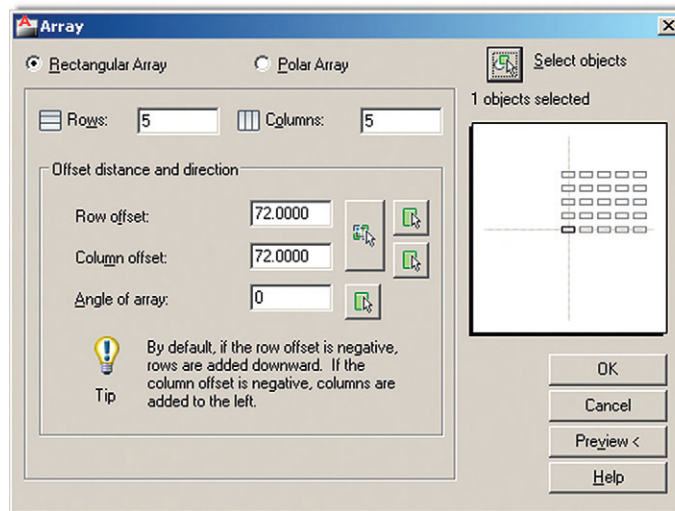 Array
Rectangular Array
Polar Array
Select objects
1 objects selected
Rows: 5
Columns: 5
Offset distance and direction
Row offset: 72.0000
Column offset: 72.0000
Angle of array: 0
Tip
By default, if the row offset is negative,
rows are added downward. If the
column offset is negative, columns are
added to the left.
OK
Cancel
Preview <
Help